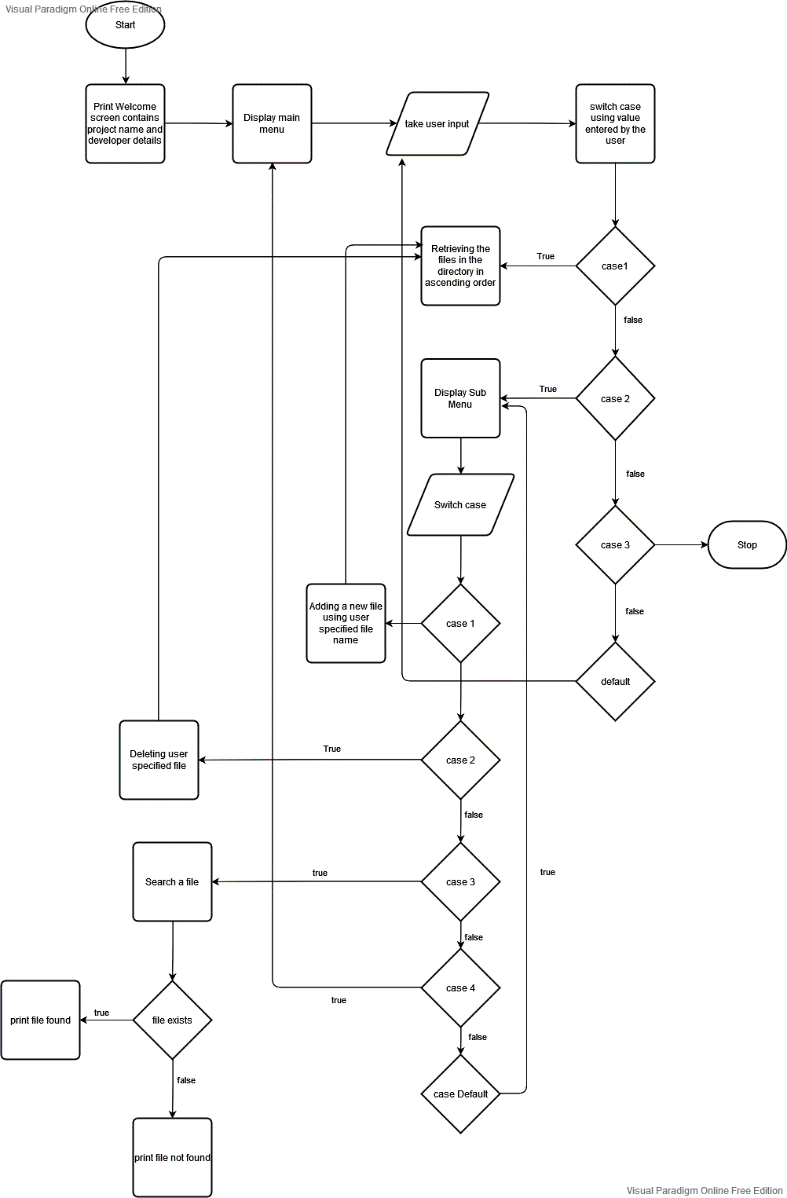 Visual Paradigm Online Free Edition
Start
Print Welcome
screen contains
project name and
developer details
Display main
menu
take user input
switch case
using value
entered by the
user
Retrieving the
files in the
directory in
ascending order
True
case1
false
Display Sub
Menu
True
case 2
false
Switch case
case 3
Stop
false
Adding a new file
using user
specified file
name
case 1
default
Deleting user
specified file
True
case 2
false
Search a file
true
case 3
true
false
print file found
true
file exists
true
case 4
false
false
case Default
print file not found
Visual Paradigm Online Free Edition